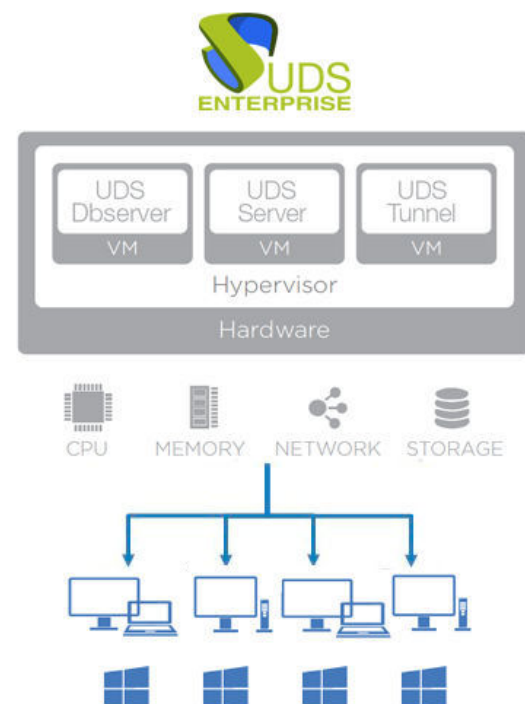 UDS
ENTERPRISE
UDS
Dbserver
VM
UDS
Server
VM
UDS
Tunnel
VM
Hypervisor
Hardware
CPU
MEMORY
NETWORK
STORAGE